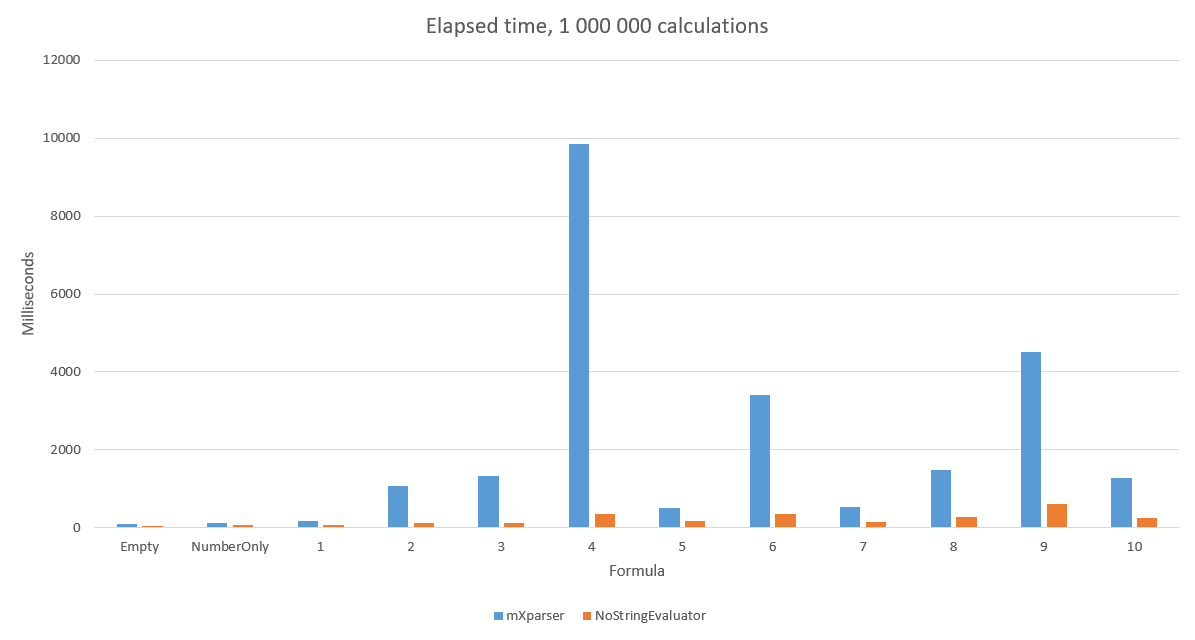 Elapsed time, 1 000 000 calculations
12000
10000
8000
6000
4000
2000
0
Milliseconds
Empty NumberOnly 1 2 3 4 5 6 7 8 9 10
Formula
mXparser NoStringEvaluator